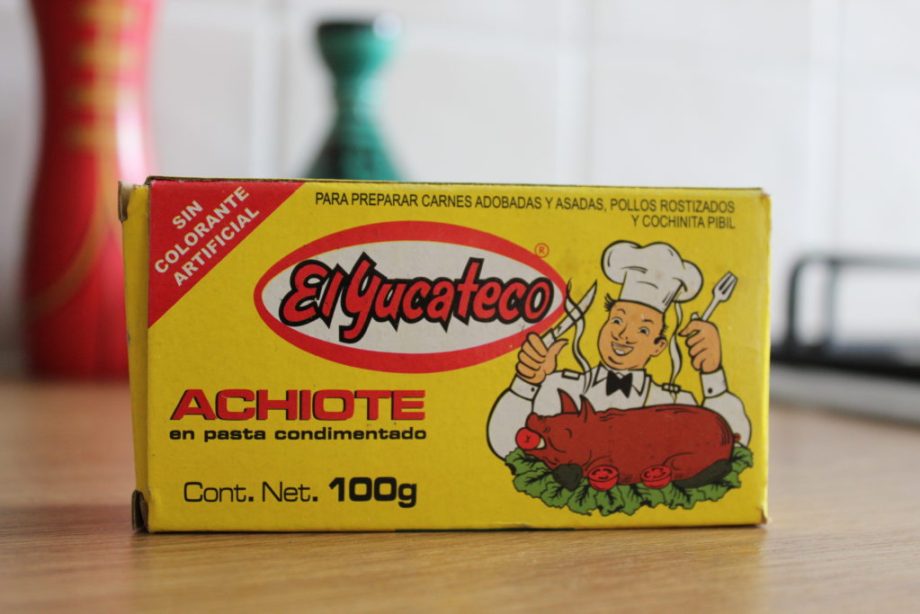 SIN
COLORANTE
ARTIFICIAL
PARA PREPARAR CARNES ADOBADAS Y ASADAS, POLLOS ROSTIZADOS
Y COCHINITA PIBIL
El Yucateco®
ACHIOTE
en pasta condimentado
Cont. Net. 100g